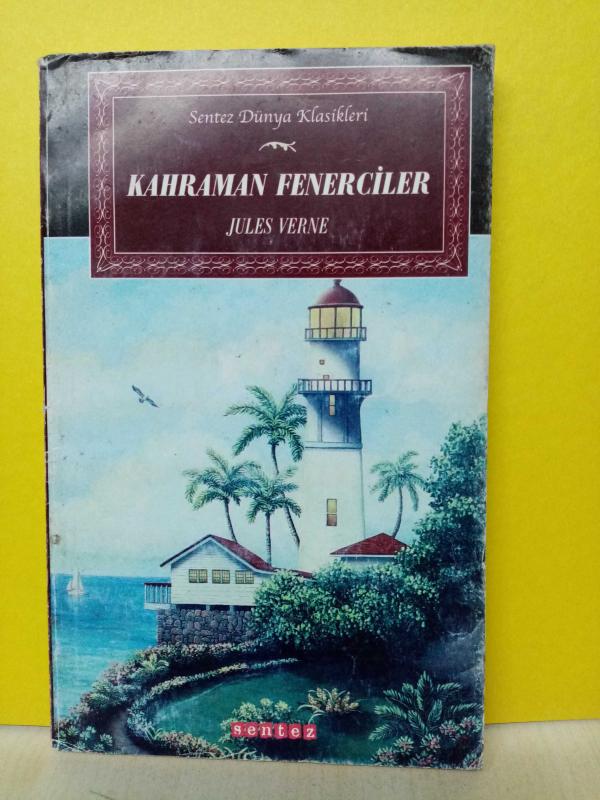 Sentez Dünya Klasikleri
KAHRAMAN FENERCİLER
JULES VERNE
sentez